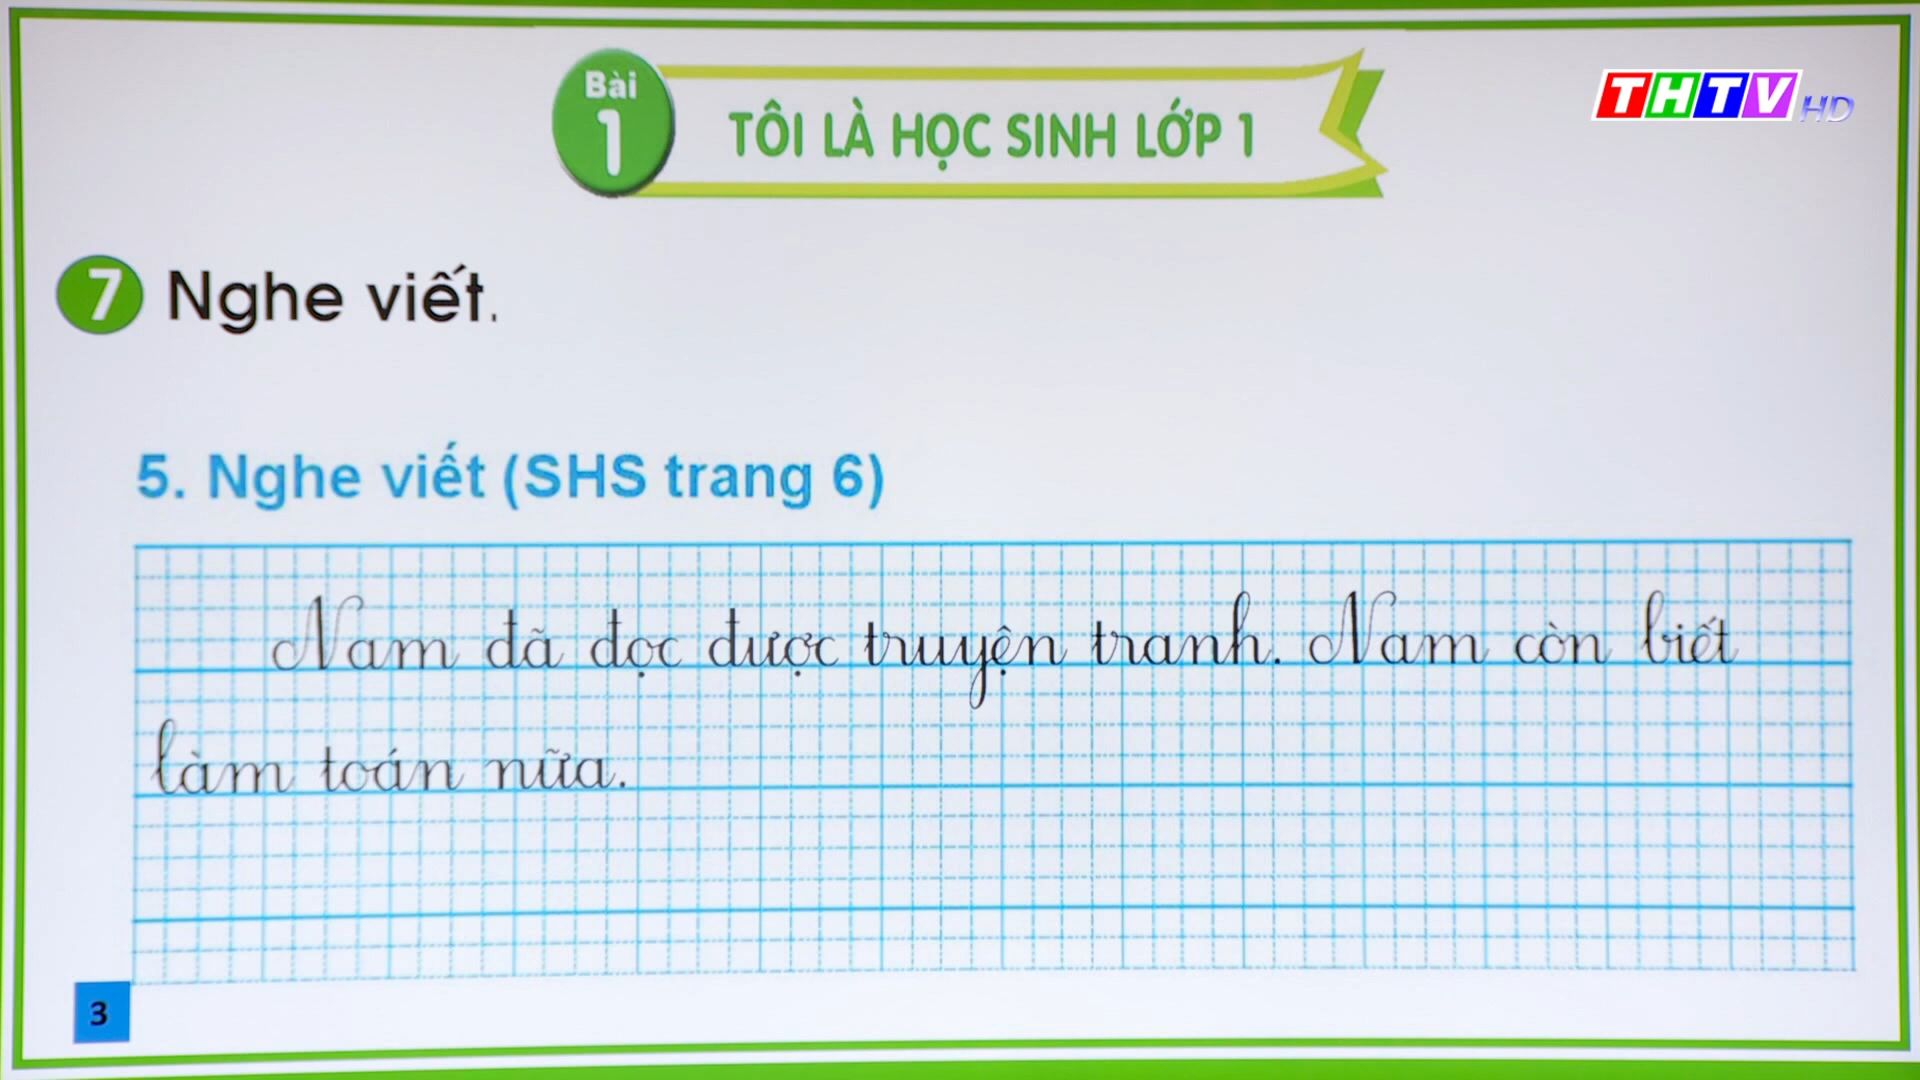 Bài
1
TÔI LÀ HỌC SINH LỚP 1
THTV HD
7 Nghe viết.
5. Nghe viết (SHS trang 6)
Nam đã đọc được truyện tranh. Nam còn biết
làm toán nữa.
3